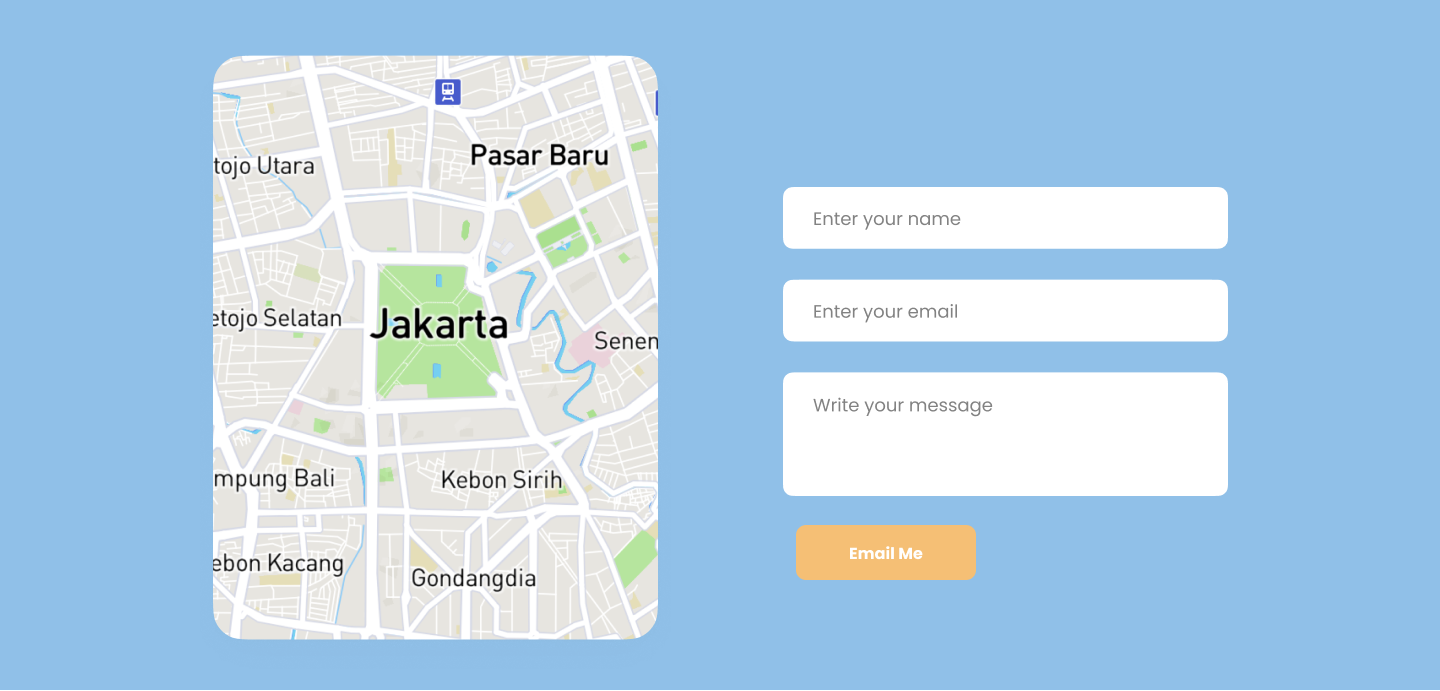 Pasar Baru
tojo Utara
Jakarta
etojo Selatan
Senen
mpung Bali
Kebon Sirih
ebon Kacang
Gondangdia
Enter your name
Enter your email
Write your message
Email Me